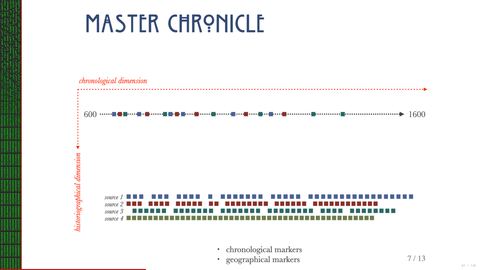 MASTER CHRONICLE
chronological dimension
600
1600
historiographical dimension
source 1
source 2
source 3
source 4
• chronological markers
• geographical markers
7 / 13